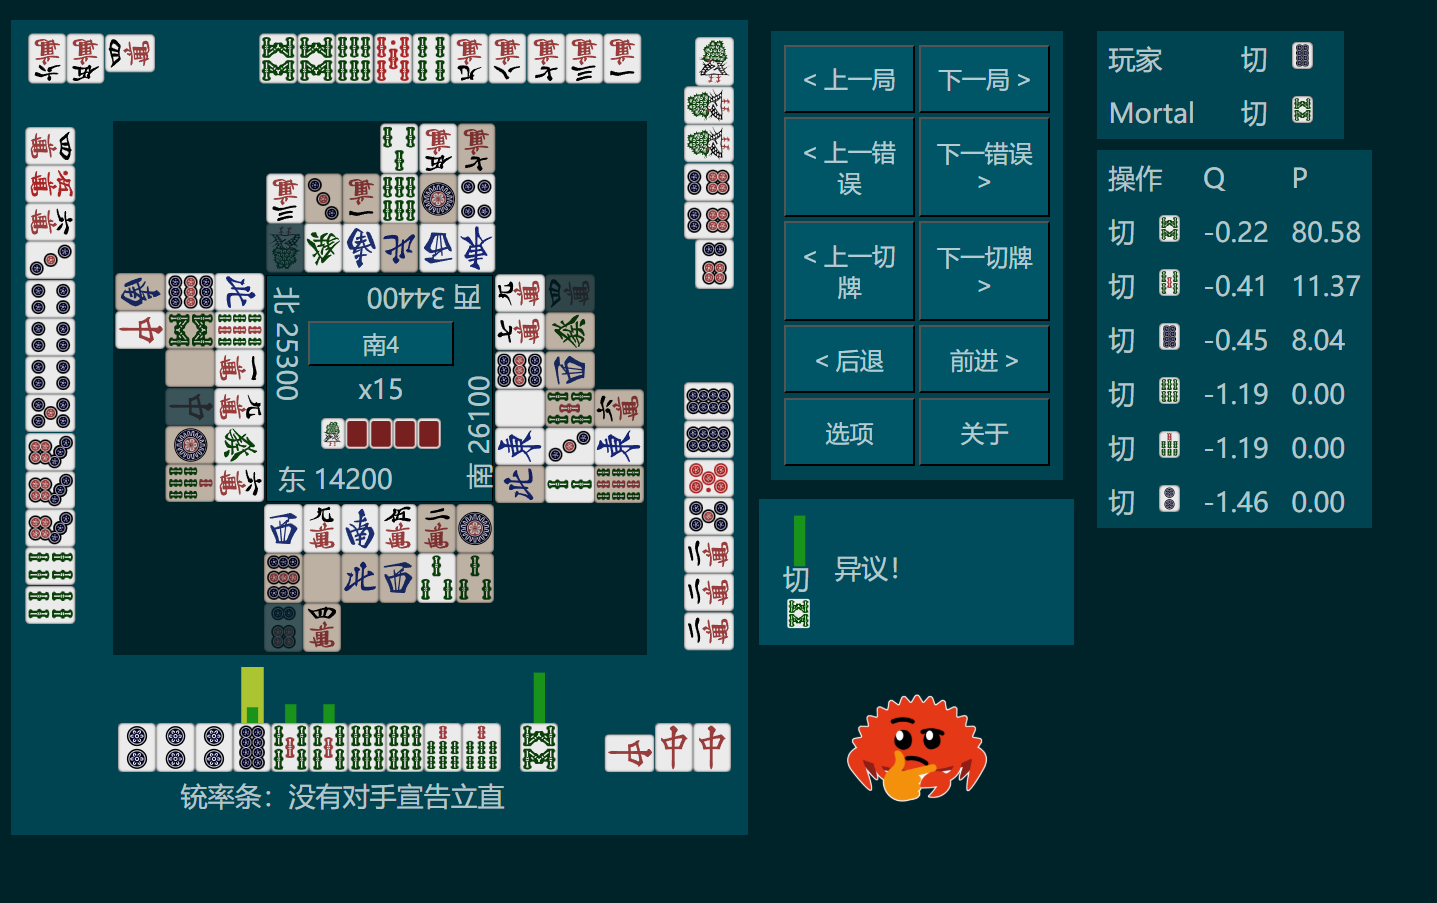 北 25300
西 34400
南4
x15
东 14200
南 26100
铳率条：没有对手宣告立直
< 上一局
下一局 >
< 上一错误
下一错误 >
< 上一切牌
下一切牌 >
< 后退
前进 >
选项
关于
切
异议！
玩家 切
Mortal 切
操作 Q P
切 -0.22 80.58
切 -0.41 11.37
切 -0.45 8.04
切 -1.19 0.00
切 -1.19 0.00
切 -1.46 0.00